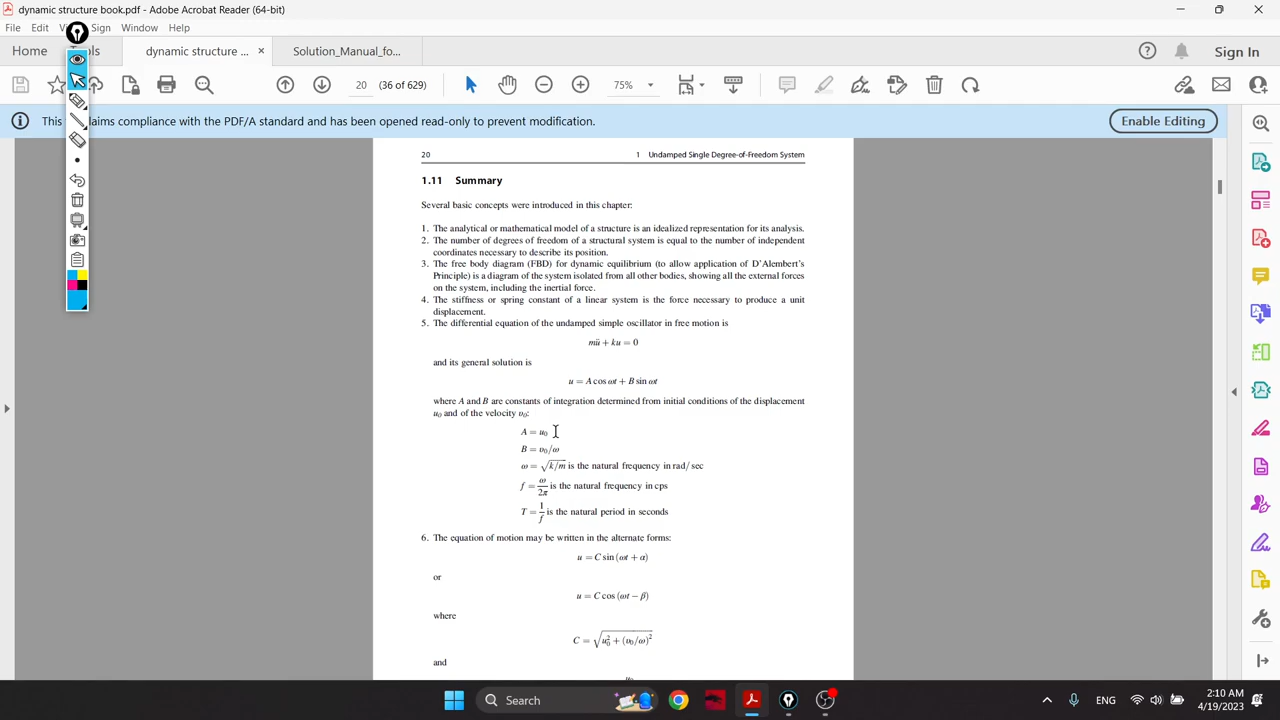 dynamic structure book.pdf - Adobe Acrobat Reader (64-bit)
File Edit Sign Window Help
Home Tools dynamic structure ... × Solution_Manual_fo... Sign In
20 (36 of 629) 75%
This laims compliance with the PDF/A standard and has been opened read-only to prevent modification. Enable Editing
20 1 Undamped Single Degree-of-Freedom System
1.11 Summary
Several basic concepts were introduced in this chapter:
1. The analytical or mathematical model of a structure is an idealized representation for its analysis.
2. The number of degrees of freedom of a structural system is equal to the number of independent
coordinates necessary to describe its position.
3. The free body diagram (FBD) for dynamic equilibrium (to allow application of D'Alembert's
Principle) is a diagram of the system isolated from all other bodies, showing all the external forces
on the system, including the inertial force.
4. The stiffness or spring constant of a linear system is the force necessary to produce a unit
displacement.
5. The differential equation of the undamped simple oscillator in free motion is
mü + ku = 0
and its general solution is
u = A cos ωt + B sin ωt
where A and B are constants of integration determined from initial conditions of the displacement
u₀ and of the velocity υ₀:
A = u₀
B = υ₀/ω
ω = √k/m is the natural frequency in rad/sec
f = ω/2π is the natural frequency in cps
T = 1/f is the natural period in seconds
6. The equation of motion may be written in the alternate forms:
u = C sin (ωt + α)
or
u = C cos (ωt − β)
where
C = √u₀² + (υ₀/ω)²
and
Search ENG 2:10 AM
4/19/2023